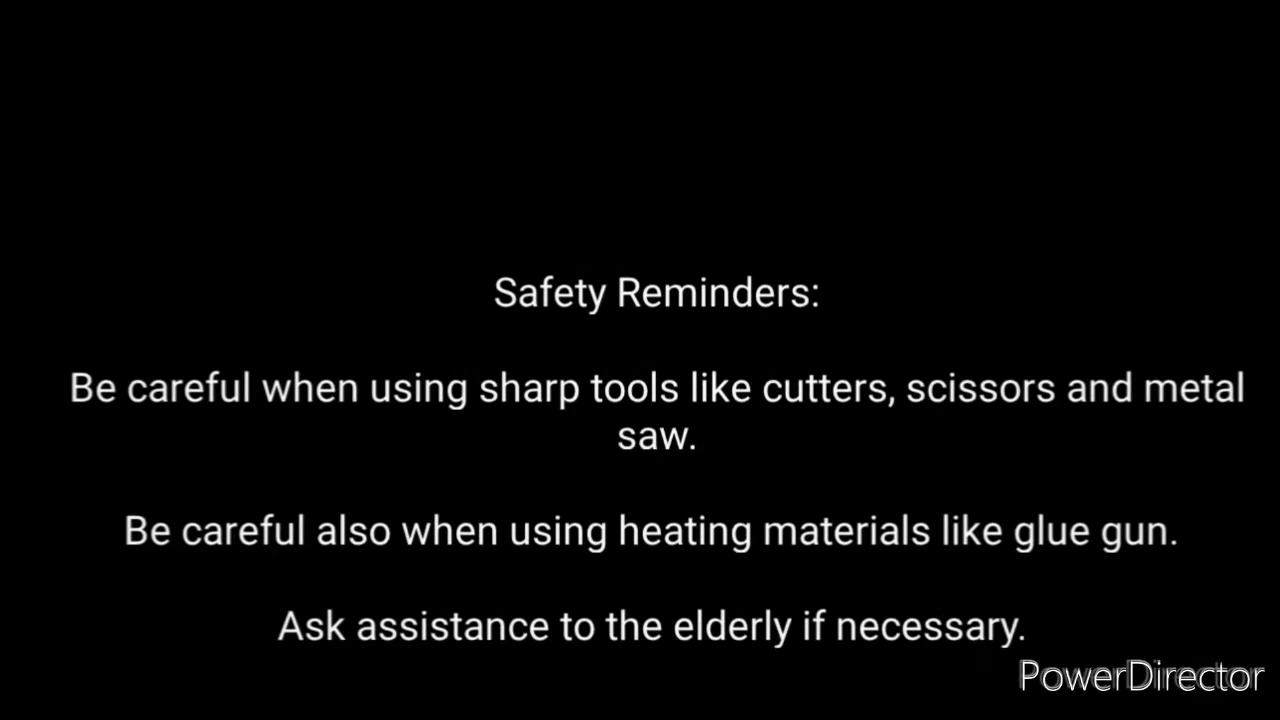 Safety Reminders:
Be careful when using sharp tools like cutters, scissors and metal
saw.
Be careful also when using heating materials like glue gun.
Ask assistance to the elderly if necessary.
PowerDirector